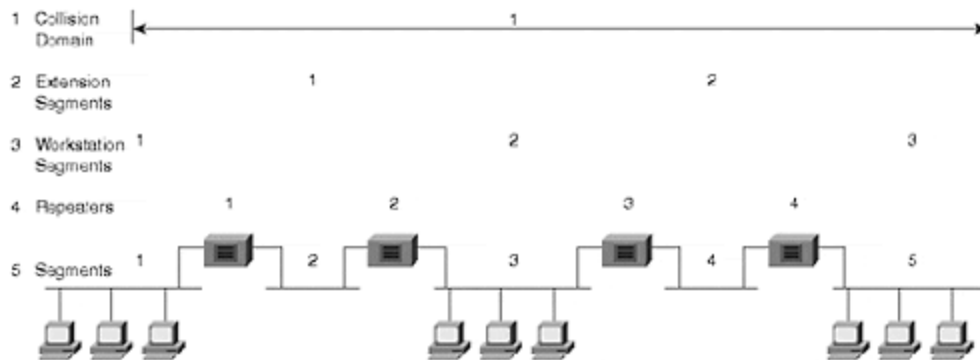 1 Collision Domain 1
2 Extension Segments 1 2
3 Workstation Segments 1 2 3
4 Repeaters 1 2 3 4
5 Segments 1 2 3 4 5